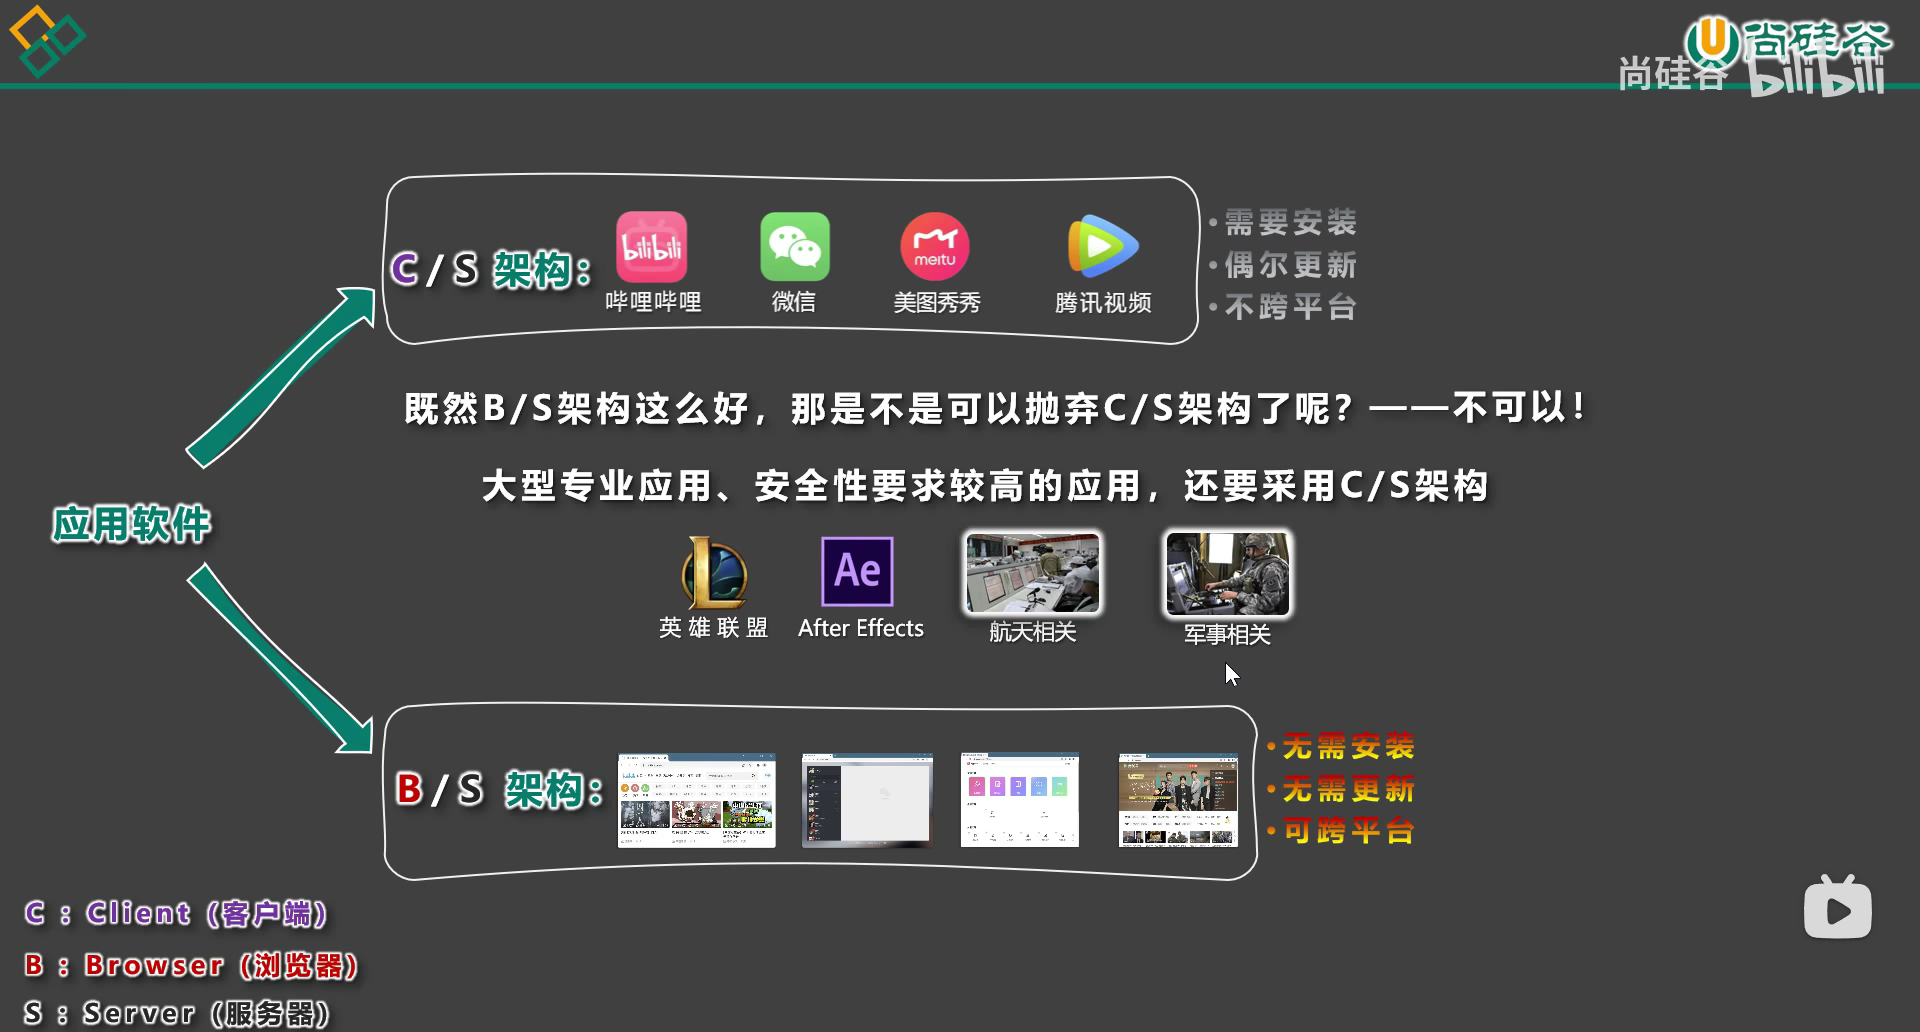 尚硅谷
尚硅谷 bilibili
C/S 架构：
bilibili
哔哩哔哩
微信
meitu
美图秀秀
腾讯视频
·需要安装
·偶尔更新
·不跨平台
既然B/S架构这么好，那是不是可以抛弃C/S架构了呢？——不可以！
大型专业应用、安全性要求较高的应用，还要采用C/S架构
应用软件
英雄联盟
Ae
After Effects
航天相关
军事相关
B/S 架构：
·无需安装
·无需更新
·可跨平台
C：Client（客户端）
B：Browser（浏览器）
S：Server（服务器）